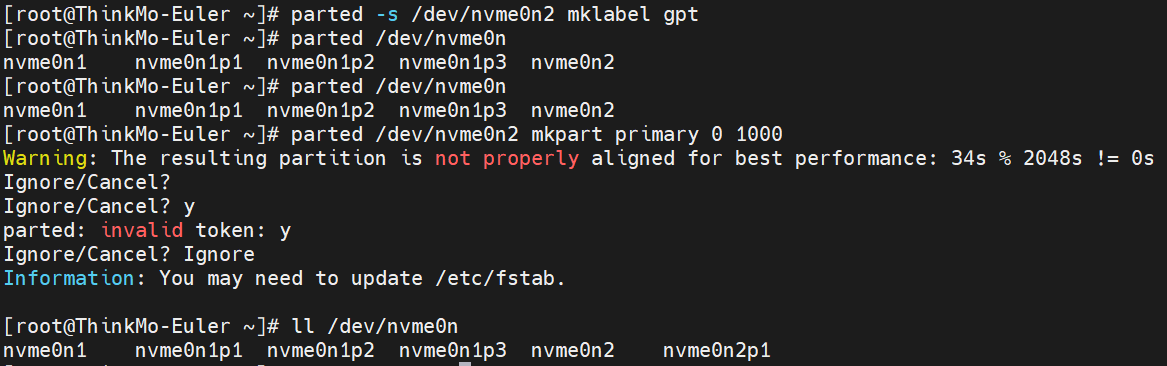 [root@ThinkMo-Euler ~]# parted -s /dev/nvme0n2 mklabel gpt
[root@ThinkMo-Euler ~]# parted /dev/nvme0n
nvme0n1    nvme0n1p1  nvme0n1p2  nvme0n1p3  nvme0n2
[root@ThinkMo-Euler ~]# parted /dev/nvme0n
nvme0n1    nvme0n1p1  nvme0n1p2  nvme0n1p3  nvme0n2
[root@ThinkMo-Euler ~]# parted /dev/nvme0n2 mkpart primary 0 1000
Warning: The resulting partition is not properly aligned for best performance: 34s % 2048s != 0s
Ignore/Cancel?
Ignore/Cancel? y
parted: invalid token: y
Ignore/Cancel? Ignore
Information: You may need to update /etc/fstab.
[root@ThinkMo-Euler ~]# ll /dev/nvme0n
nvme0n1    nvme0n1p1  nvme0n1p2  nvme0n1p3  nvme0n2    nvme0n2p1